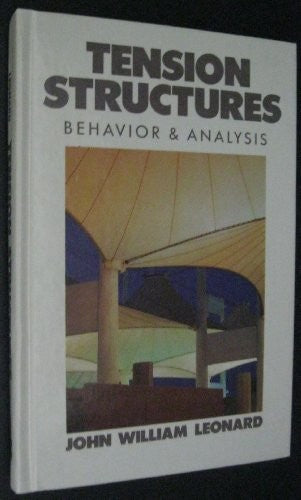 TENSION
STRUCTURES
BEHAVIOR & ANALYSIS
JOHN WILLIAM LEONARD